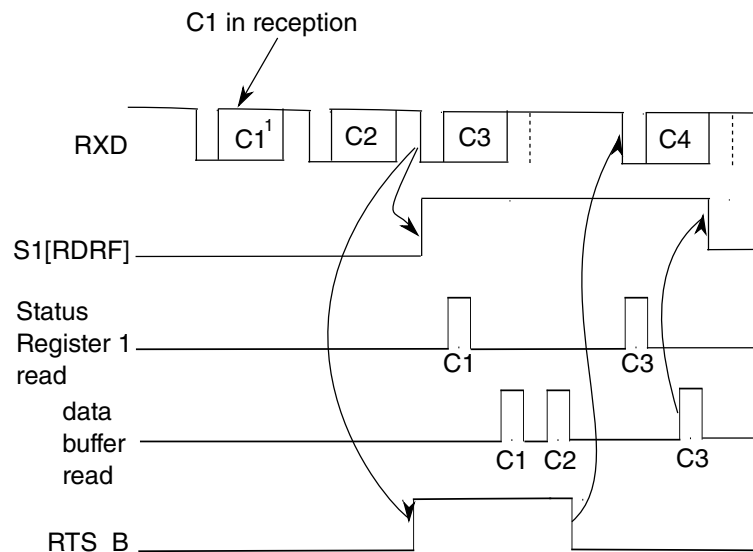 C1 in reception
RXD
C1 1
C2
C3
C4
S1[RDRF]
Status
Register 1
read
C1
C3
data
buffer
read
C1
C2
C3
RTS_B